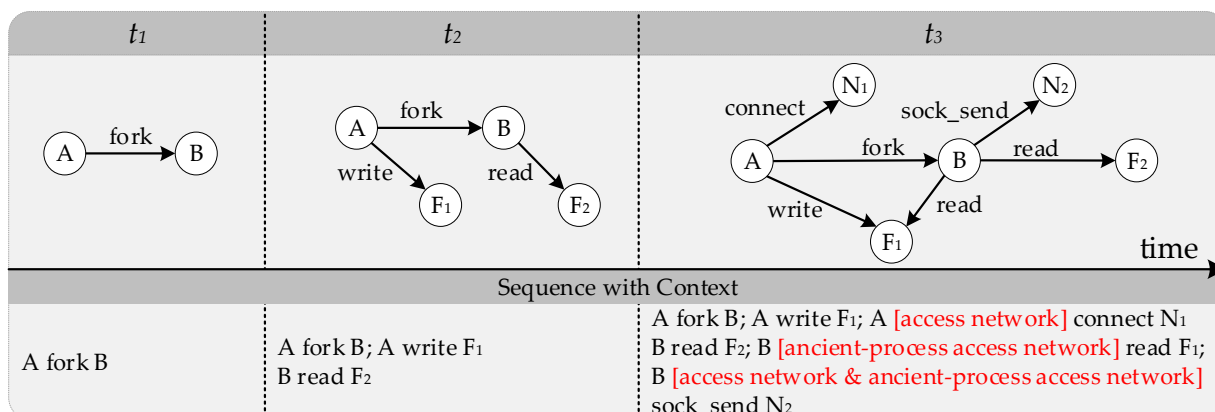 t1
t2
t3
A
fork
B
A
fork
B
write
read
F1
F2
N1
N2
connect
sock_send
A
fork
B
read
F2
write
read
F1
time
Sequence with Context
A fork B
A fork B; A write F1
B read F2
A fork B; A write F1; A [access network] connect N1
B read F2; B [ancient-process access network] read F1;
B [access network & ancient-process access network]
sock_send N2